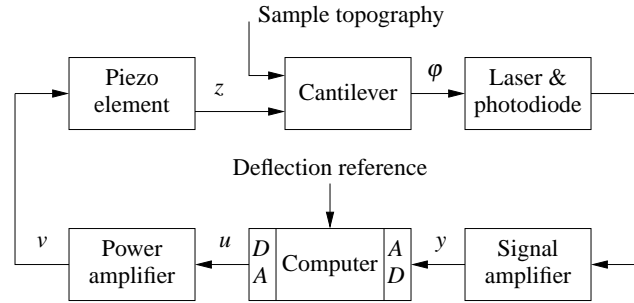 Sample topography
Piezo
element
z
Cantilever
φ
Laser &
photodiode
Deflection reference
v
Power
amplifier
u
D
A
Computer
A
D
y
Signal
amplifier